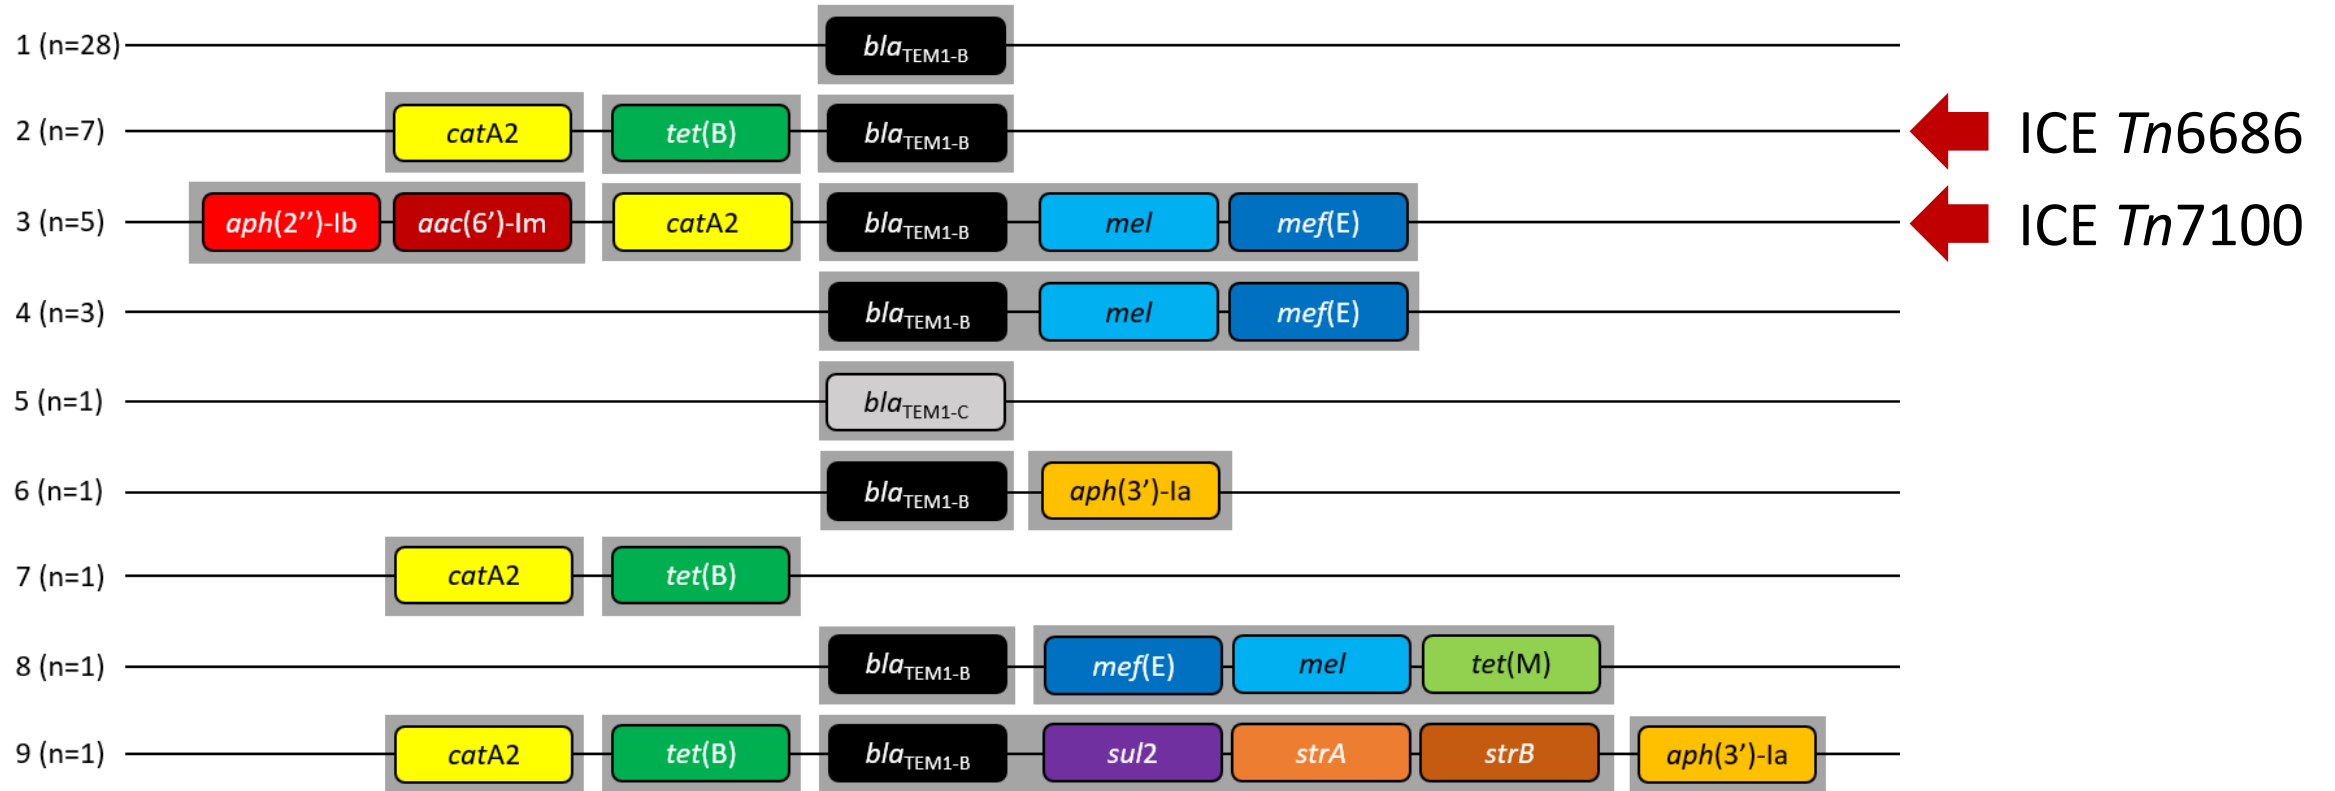 1 (n=28) blaTEM1-B
2 (n=7) catA2 tet(B) blaTEM1-B ICE Tn6686
3 (n=5) aph(2’’)-Ib aac(6’)-Im catA2 blaTEM1-B mel mef(E) ICE Tn7100
4 (n=3) blaTEM1-B mel mef(E)
5 (n=1) blaTEM1-C
6 (n=1) blaTEM1-B aph(3’)-Ia
7 (n=1) catA2 tet(B)
8 (n=1) blaTEM1-B mef(E) mel tet(M)
9 (n=1) catA2 tet(B) blaTEM1-B sul2 strA strB aph(3’)-Ia